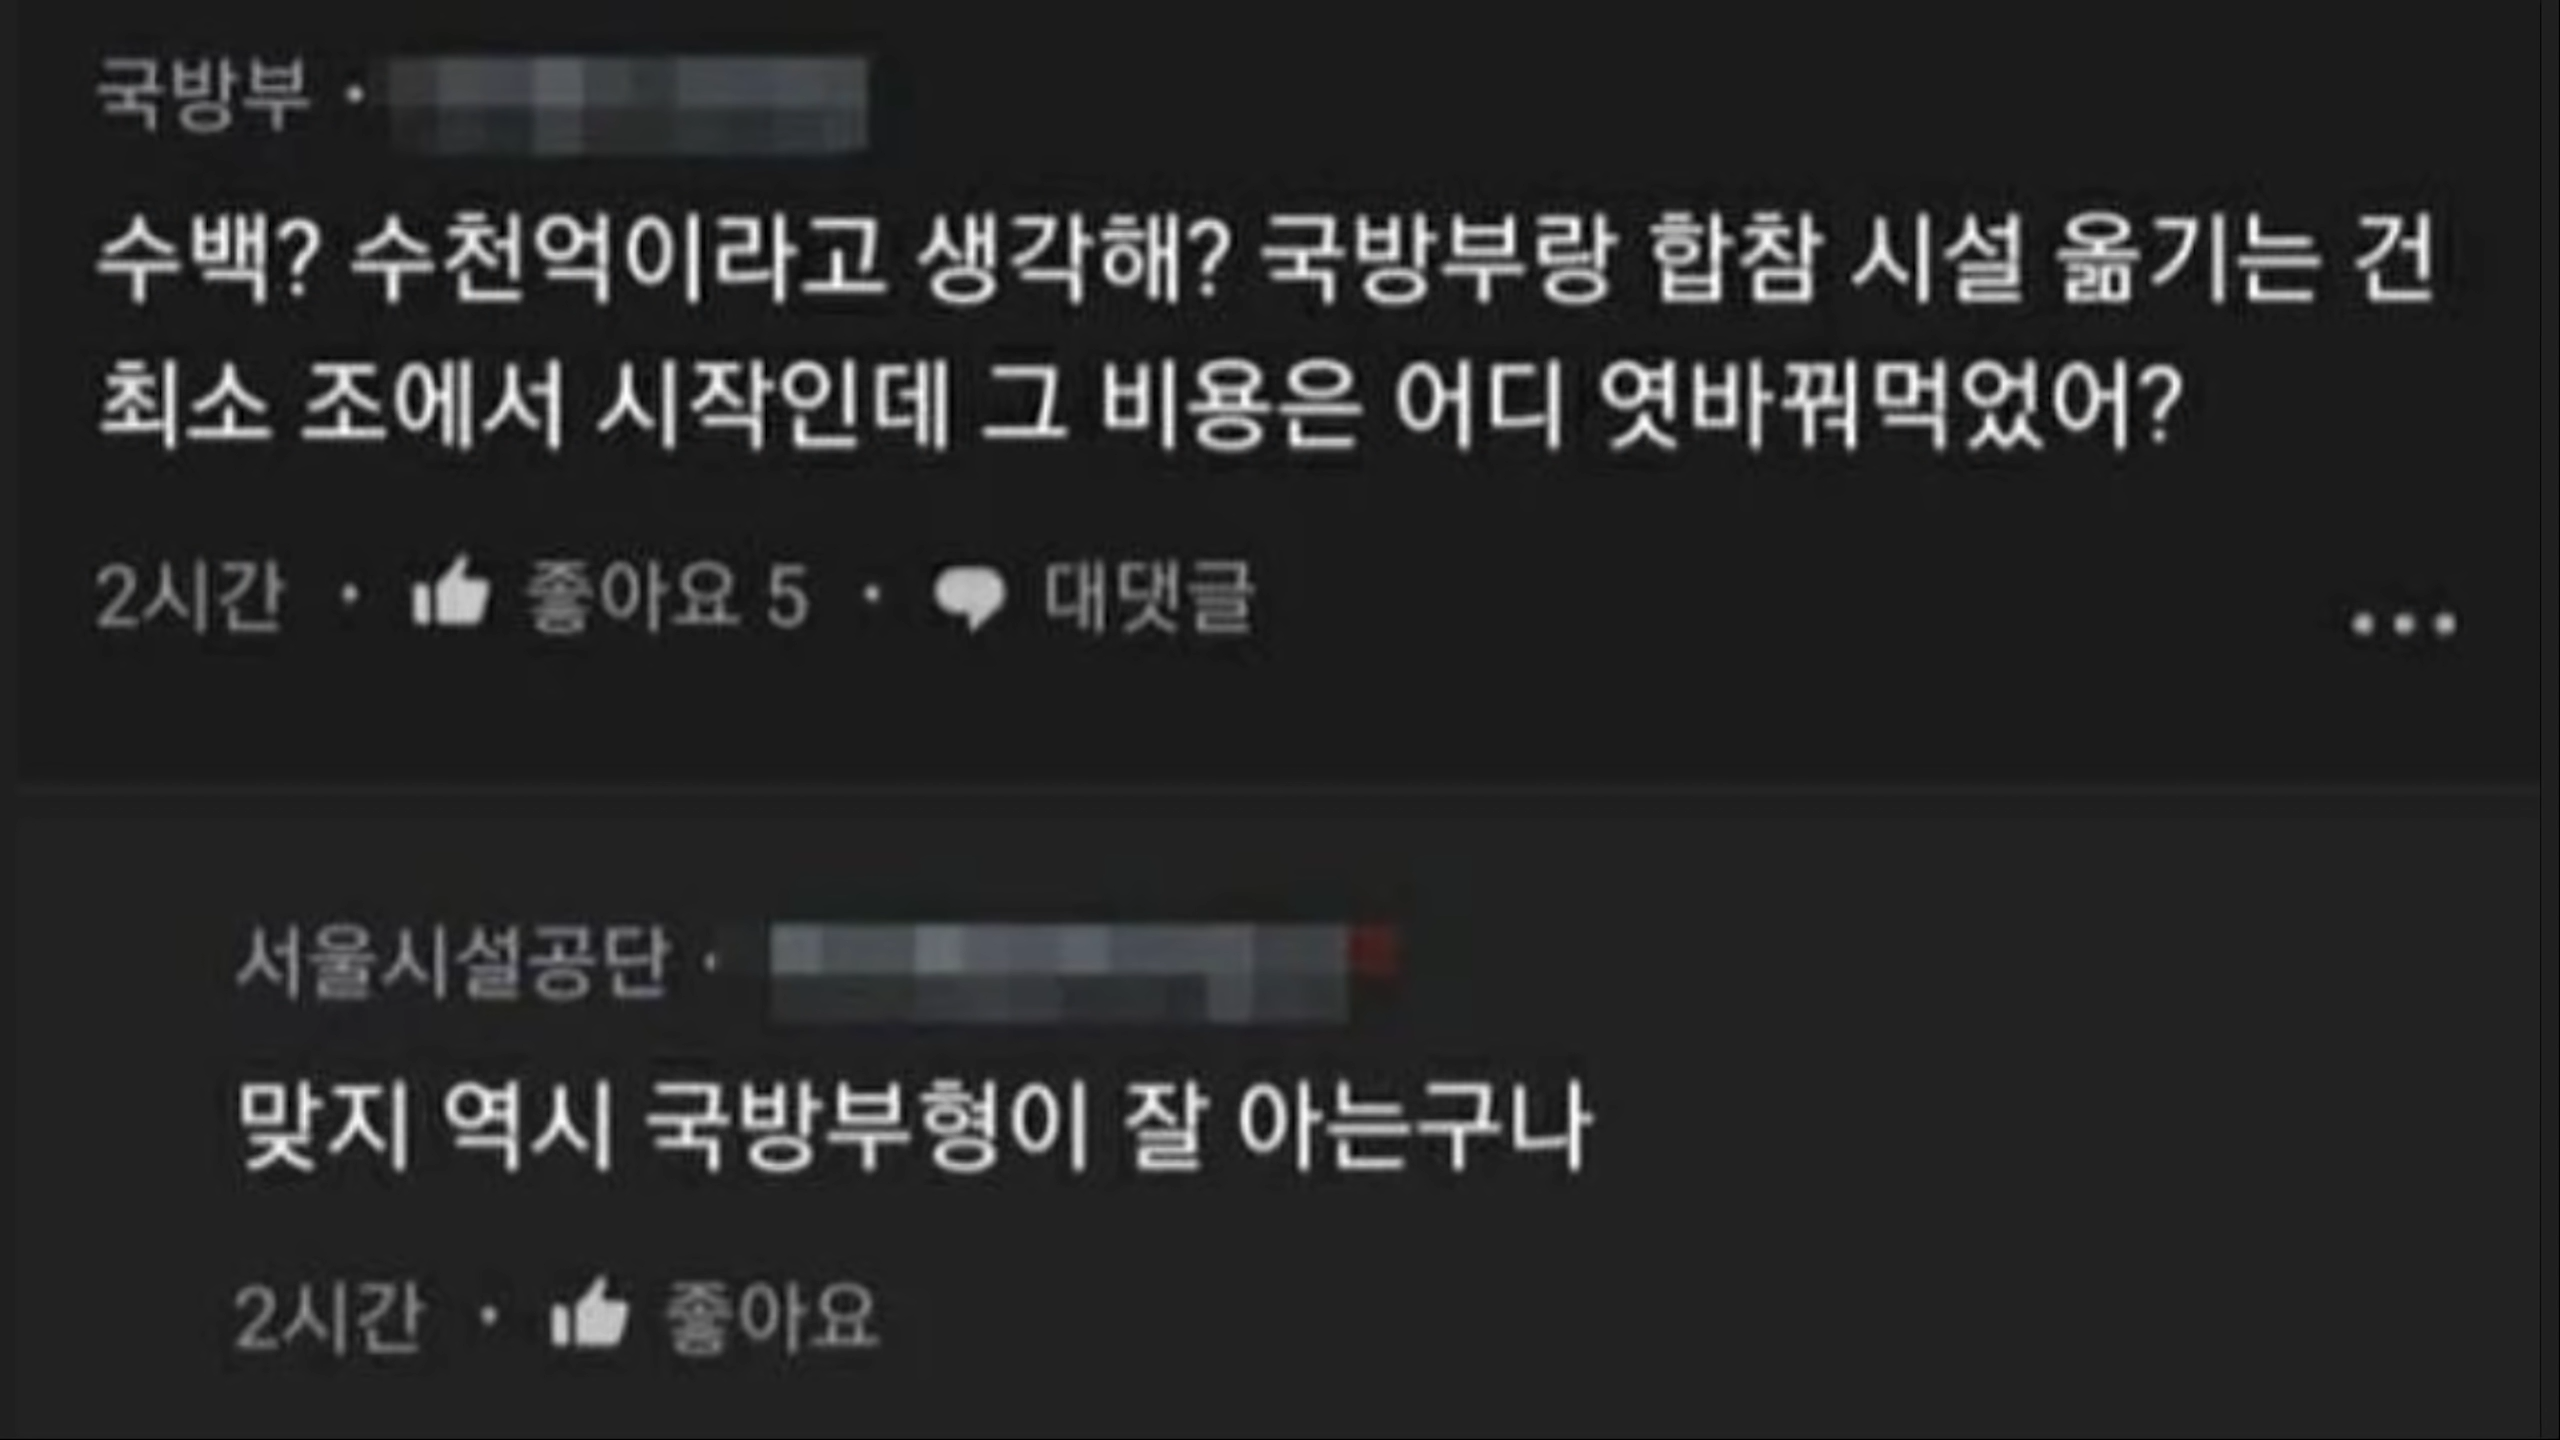 국방부 •
수백? 수천억이라고 생각해? 국방부랑 합참 시설 옮기는 건
최소 조에서 시작인데 그 비용은 어디 엿바꿔먹었어?
2시간 • 좋아요 5 • 대댓글
서울시설공단 •
맞지 역시 국방부형이 잘 아는구나
2시간 • 좋아요